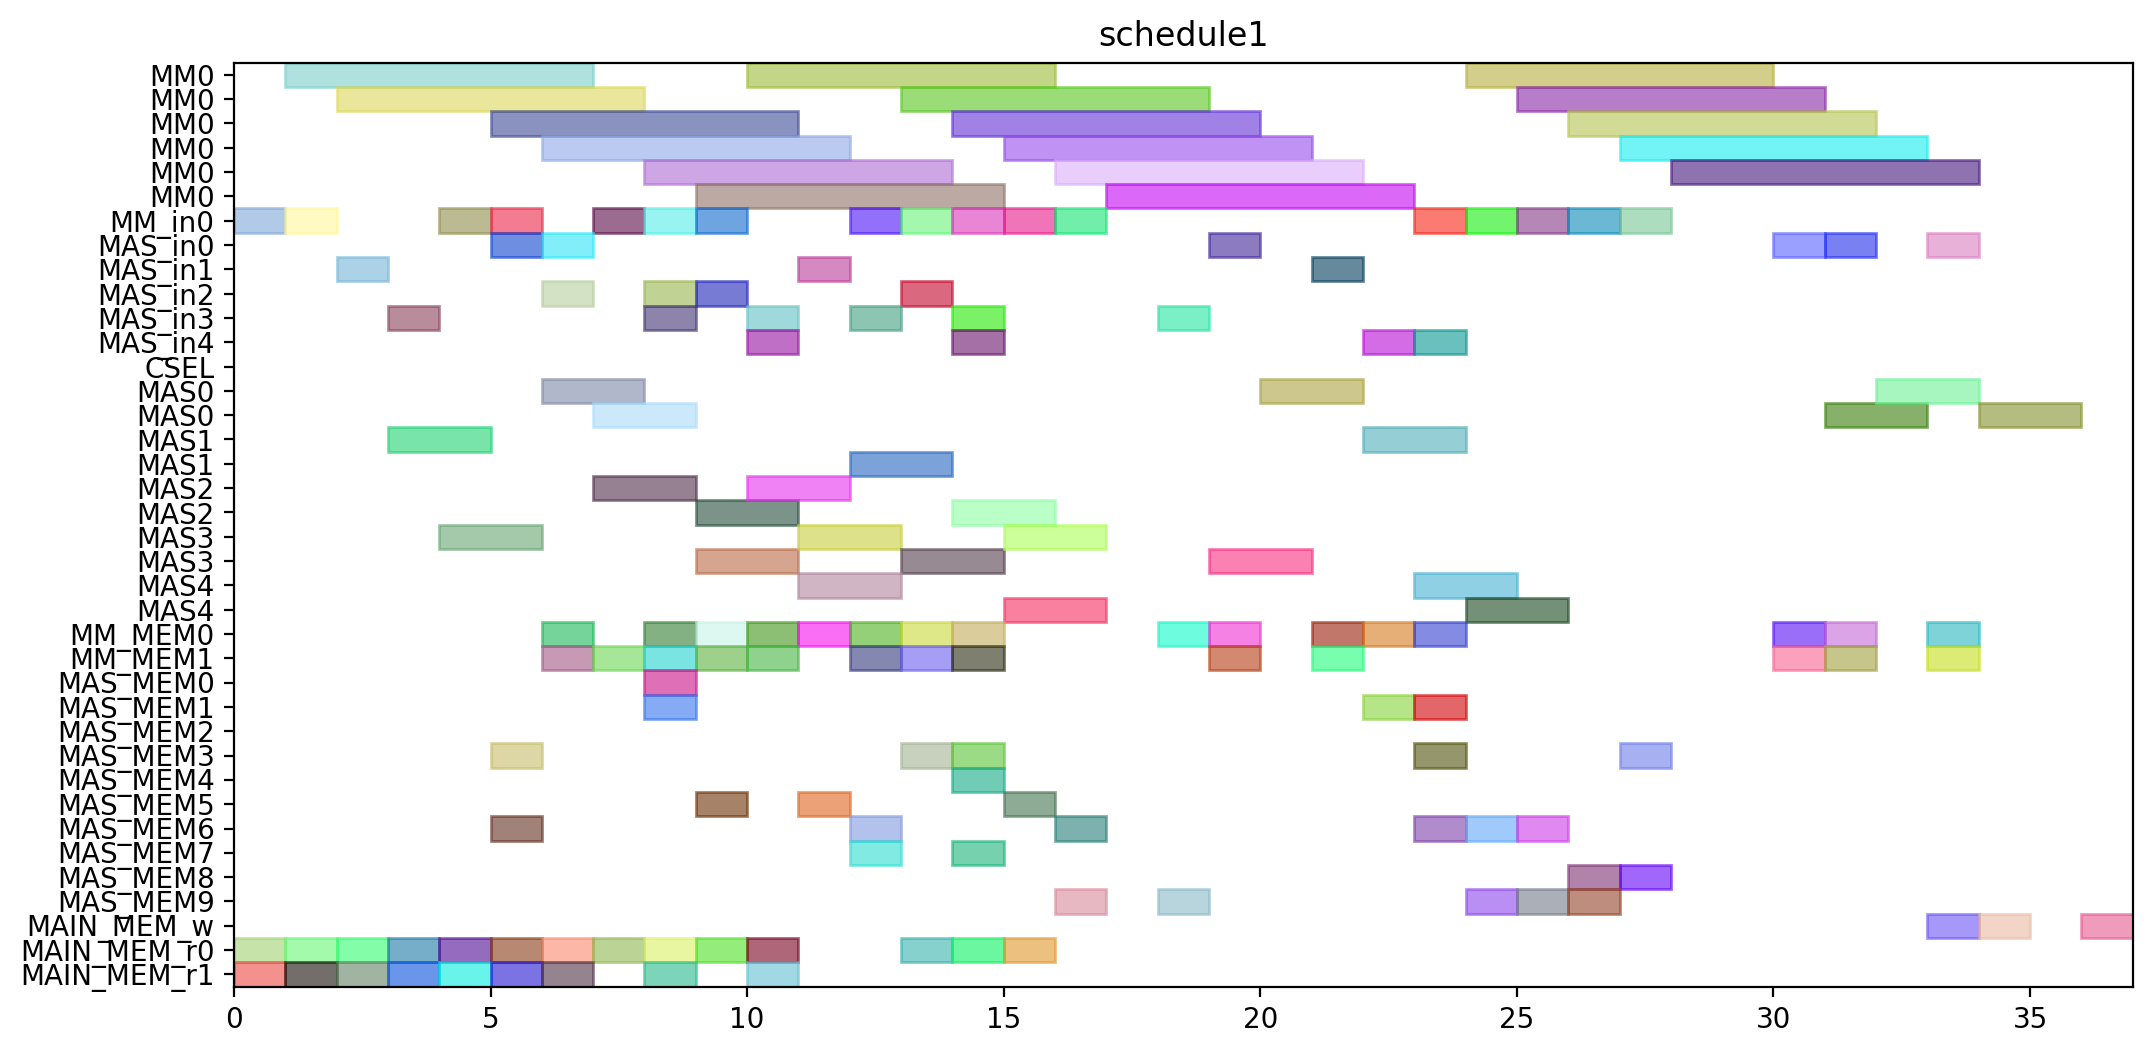 schedule1
MM0
MM0
MM0
MM0
MM0
MM0
MM_in0
MAS_in0
MAS_in1
MAS_in2
MAS_in3
MAS_in4
CSEL
MAS0
MAS0
MAS1
MAS1
MAS2
MAS2
MAS3
MAS3
MAS4
MAS4
MM_MEM0
MM_MEM1
MAS_MEM0
MAS_MEM1
MAS_MEM2
MAS_MEM3
MAS_MEM4
MAS_MEM5
MAS_MEM6
MAS_MEM7
MAS_MEM8
MAS_MEM9
MAIN_MEM_w
MAIN_MEM_r0
MAIN_MEM_r1
0 5 10 15 20 25 30 35